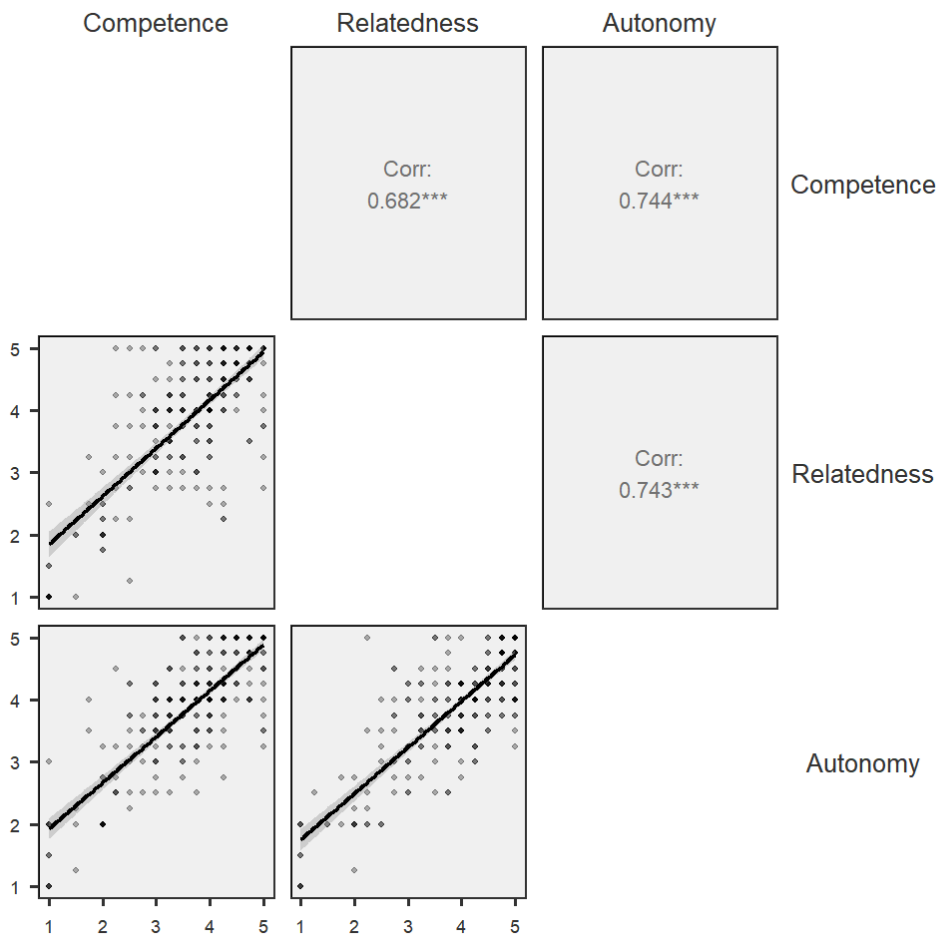 Competence Relatedness Autonomy
Corr: Corr:
0.682*** 0.744***
Competence
5
4
3
2
1
Corr:
0.743***
Relatedness
5
4
3
2
1
Autonomy
1 2 3 4 5 1 2 3 4 5